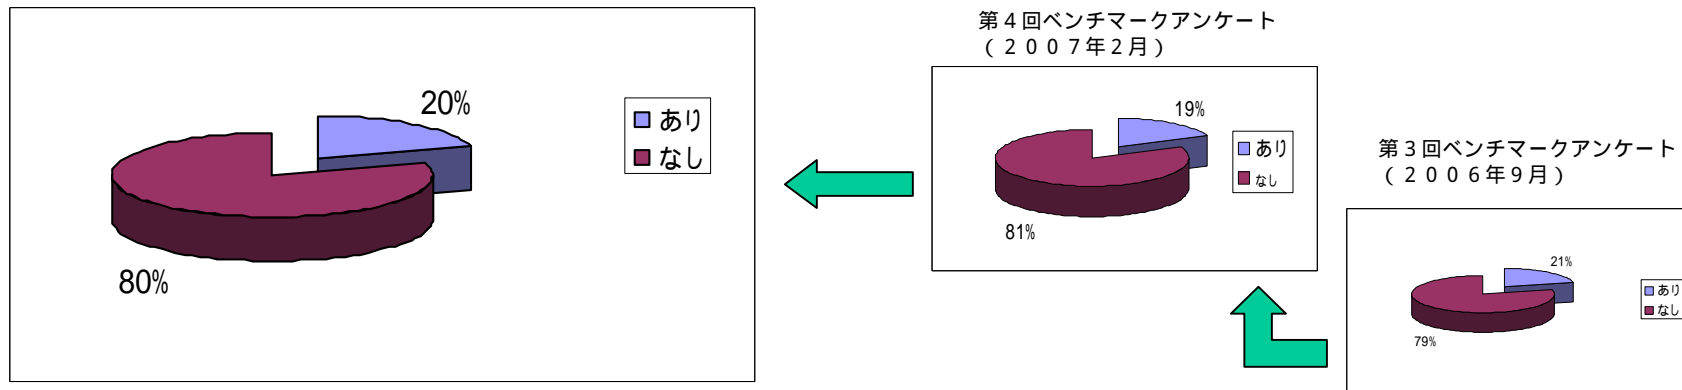 20%
80%
あり
なし
第4回ベンチマークアンケート
(2007年2月)
19%
81%
あり
なし
第3回ベンチマークアンケート
(2006年9月)
21%
79%
あり
なし